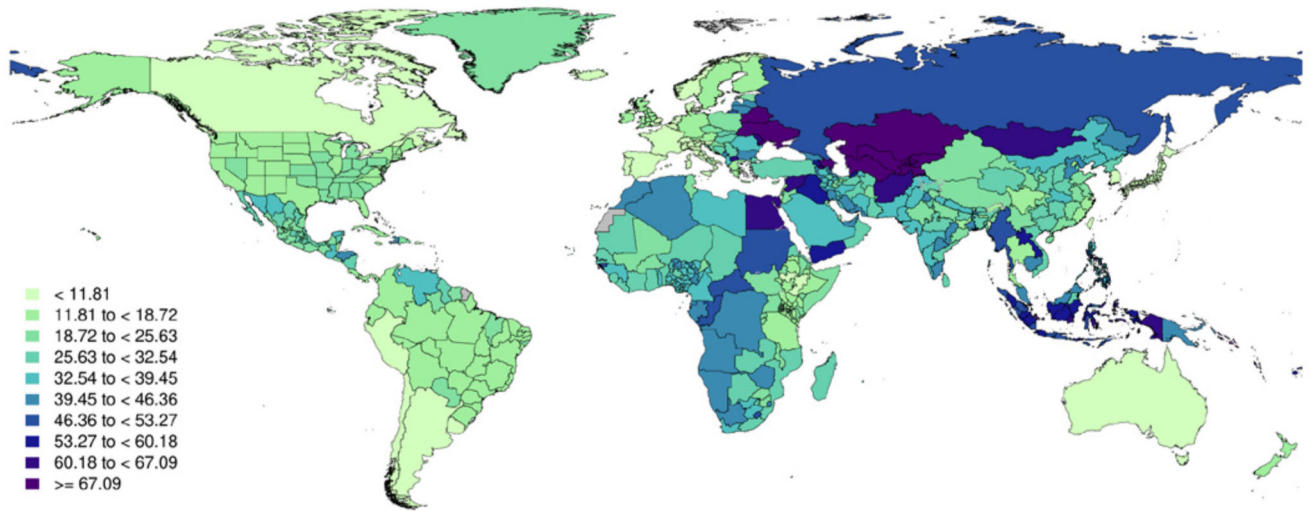 < 11.81
11.81 to < 18.72
18.72 to < 25.63
25.63 to < 32.54
32.54 to < 39.45
39.45 to < 46.36
46.36 to < 53.27
53.27 to < 60.18
60.18 to < 67.09
>= 67.09